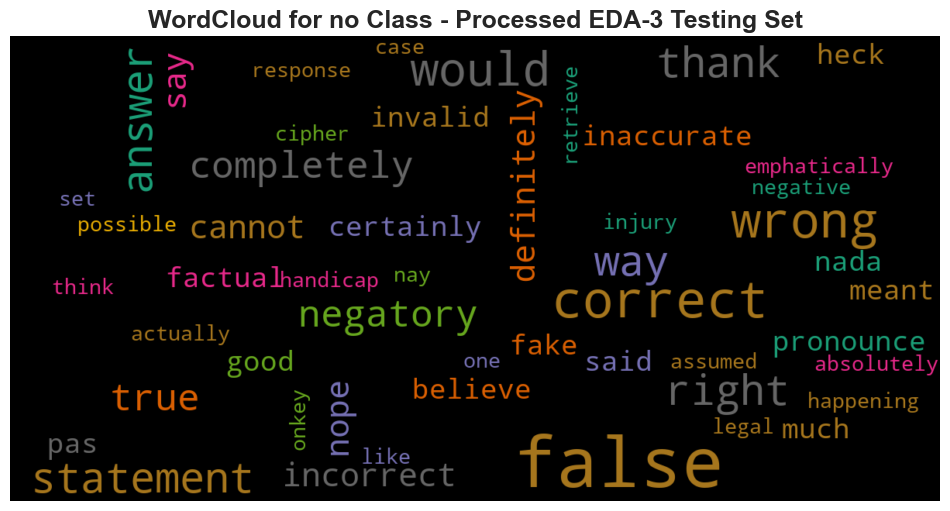 WordCloud for no Class - Processed EDA-3 Testing Set
case
would
thank
heck
answer
say
response
cipher
invalid
definitely
retrieve
inaccurate
completely
emphatically
negative
set
possible
cannot
certainly
injury
wrong
way
nada
think
factual
handicap
nay
correct
meant
negatory
actually
good
one
fake
said
assumed
pronounce
absolutely
true
onkey
nope
believe
right
happening
legal
much
pas
like
statement
incorrect
false